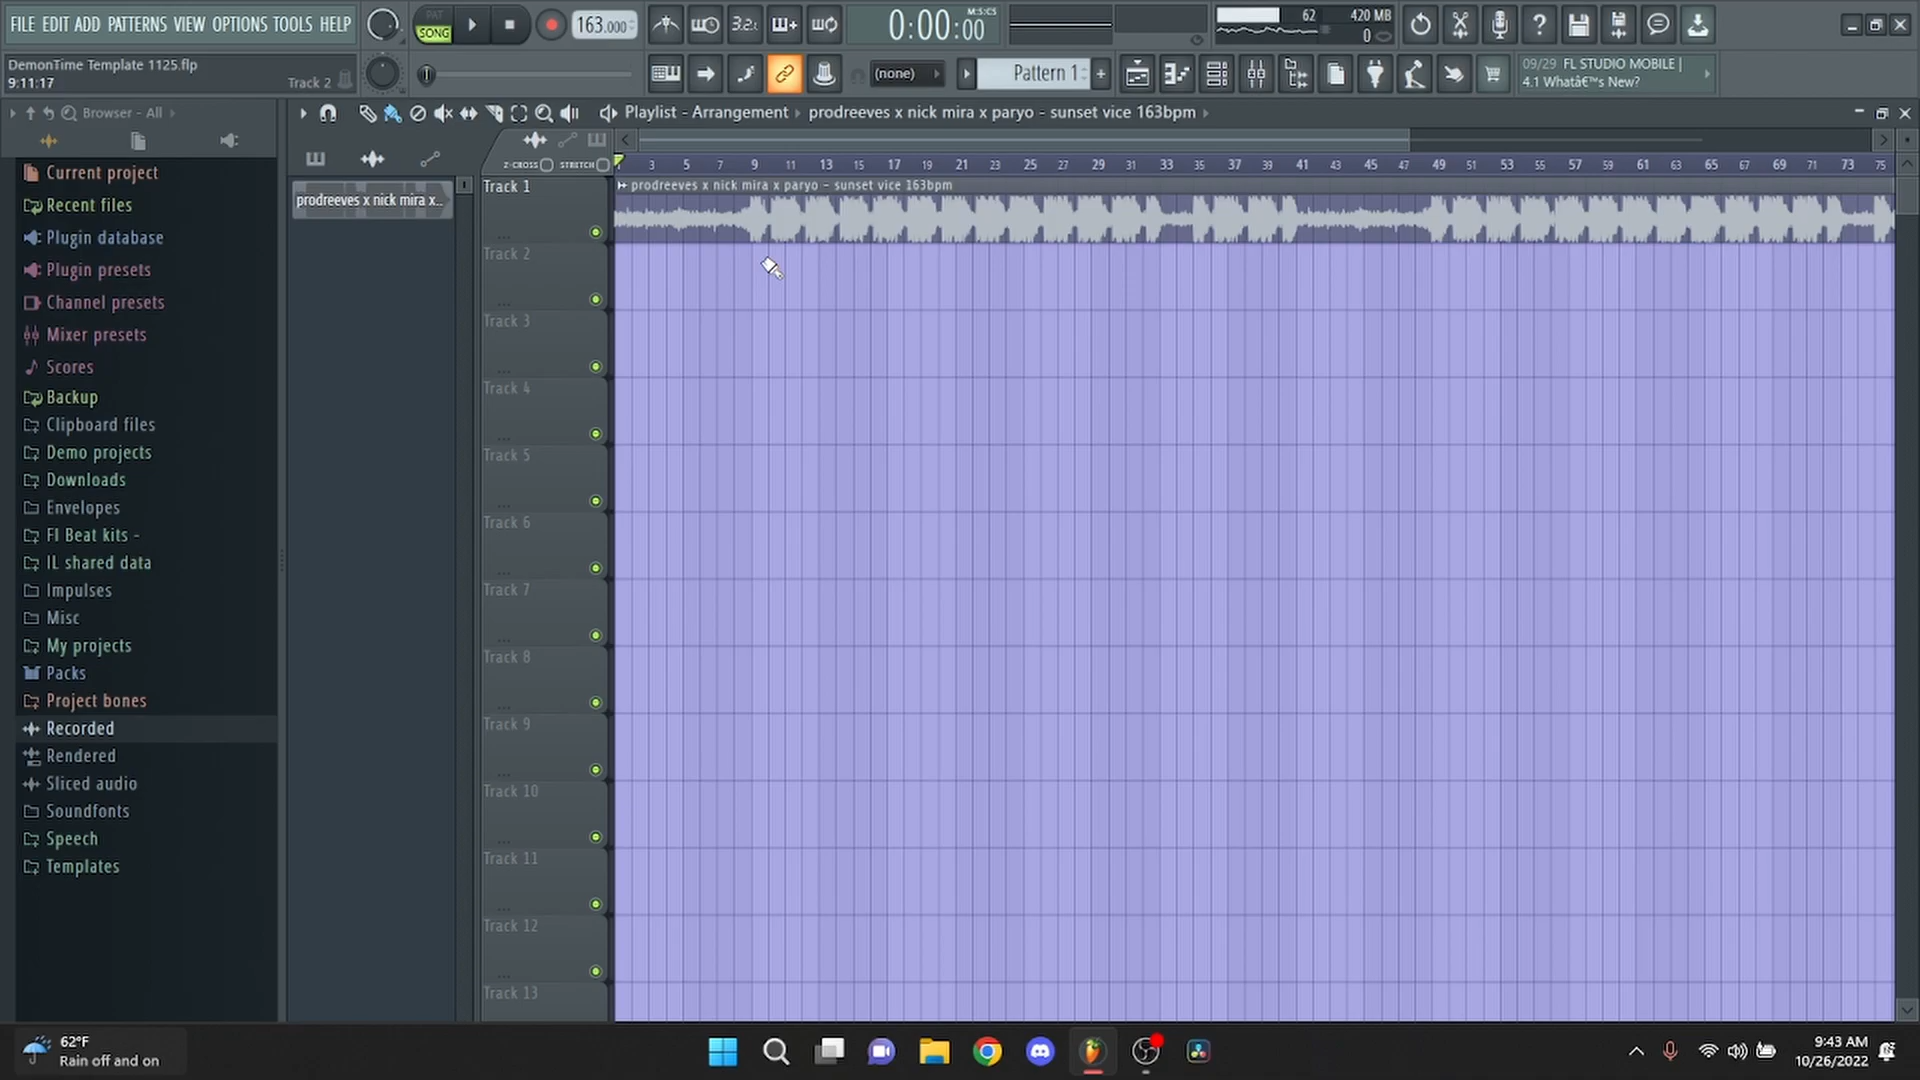 FILE EDIT ADD PATTERNS VIEW OPTIONS TOOLS HELP
PAT
SONG
163.000
3.2.
0:00:00
M:S:CS
62
420 MB
0
DemonTime Template 1125.flp
9:11:17
Track 2
(none)
Pattern 1
+
09/29 FL STUDIO MOBILE |
4.1 Whatâ€™s New?
Browser - All
Playlist - Arrangement › prodreeves x nick mira x paryo - sunset vice 163bpm
Z-CROSS
STRETCH
3 5 7 9 11 13 15 17 19 21 23 25 27 29 31 33 35 37 39 41 43 45 47 49 51 53 55 57 59 61 63 65 67 69 71 73 75
Current project
Recent files
Plugin database
Plugin presets
Channel presets
Mixer presets
Scores
Backup
Clipboard files
Demo projects
Downloads
Envelopes
Fl Beat kits -
IL shared data
Impulses
Misc
My projects
Packs
Project bones
Recorded
Rendered
Sliced audio
Soundfonts
Speech
Templates
prodreeves x nick mira x...
Track 1
prodreeves x nick mira x paryo - sunset vice 163bpm
Track 2
Track 3
Track 4
Track 5
Track 6
Track 7
Track 8
Track 9
Track 10
Track 11
Track 12
Track 13
62°F
Rain off and on
9:43 AM
10/26/2022